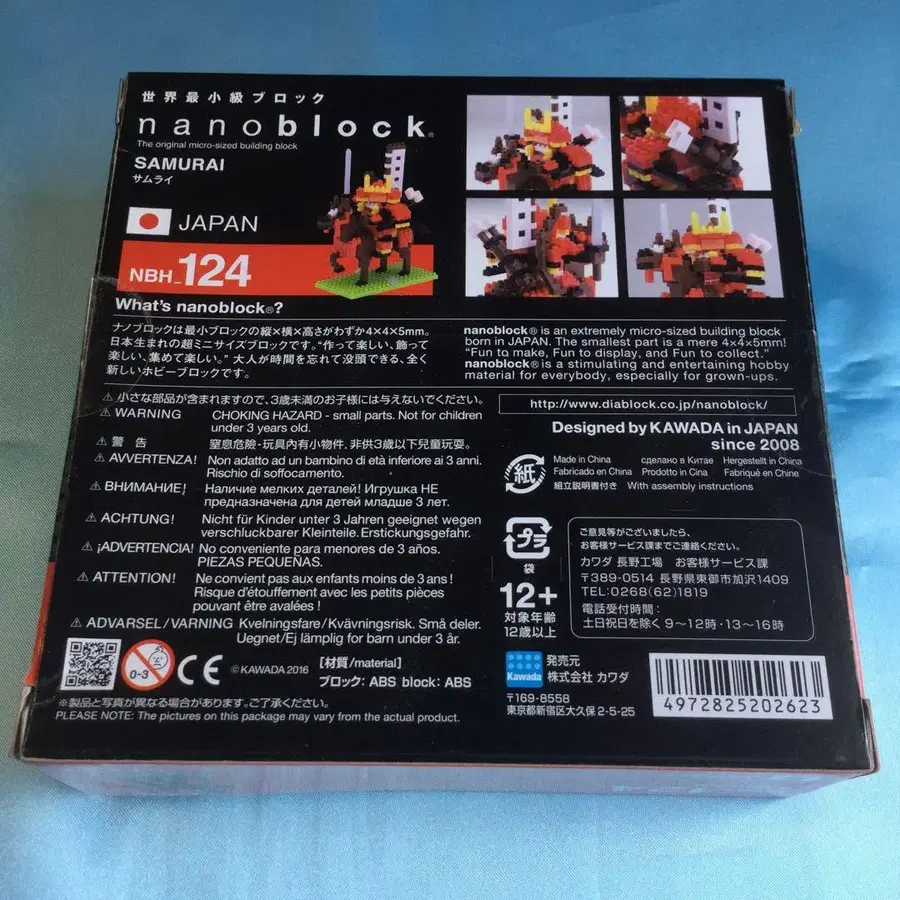 世界最小級ブロック
nanoblock®
The original micro-sized building block
SAMURAI
サムライ
JAPAN
NBH_124
What's nanoblock®?
ナノブロックは最小ブロックの縦×横×高さがわずか4×4×5mm。
日本生まれの超ミニサイズブロックです。“作って楽しい、飾って
楽しい、集めて楽しい。” 大人が時間を忘れて没頭できる、全く
新しいホビーブロックです。
nanoblock® is an extremely micro-sized building block
born in JAPAN. The smallest part is a mere 4×4×5mm!
“Fun to make, Fun to display, and Fun to collect.”
nanoblock® is a stimulating and entertaining hobby
material for everybody, especially for grown-ups.
⚠小さな部品が含まれますので、3歳未満のお子様には与えないでください。
⚠ WARNING CHOKING HAZARD - small parts. Not for children
under 3 years old.
⚠ 警告 窒息危險-玩具內有小物件, 非供3歲以下兒童玩耍。
⚠ AVVERTENZA! Non adatto ad un bambino di età inferiore ai 3 anni.
Rischio di soffocamento.
⚠ ВНИМАНИЕ! Наличие мелких деталей! Игрушка НЕ
предназначена для детей младше 3 лет.
⚠ ACHTUNG! Nicht für Kinder unter 3 Jahren geeignet wegen
verschluckbarer Kleinteile. Erstickungsgefahr.
⚠ ¡ADVERTENCIA! No conveniente para menores de 3 años.
PIEZAS PEQUEÑAS.
⚠ ATTENTION! Ne convient pas aux enfants moins de 3 ans !
Risque d'étouffement avec les petits pièces
pouvant être avalées !
⚠ ADVARSEL/VARNING Kvelningsfare/Kvävningsrisk. Små deler.
Uegnet/Ej lämplig for barn under 3 år.
http://www.diablock.co.jp/nanoblock/
Designed by KAWADA in JAPAN
since 2008
紙
Made in China сделано в Китае Hergestellt in China
Fabricado en China Prodotto in Cina Fabriqué en Chine
組立説明書付き With assembly instructions
プラ
袋
12+
対象年齢
12歳以上
ご意見等がございましたら、
お客様サービス課までご連絡ください。
カワダ 長野工場 お客様サービス課
〒389-0514 長野県東御市加沢1409
TEL:0268(62)1819
電話受付時間：
土日祝日を除く 9〜12時・13〜16時
0-3
CE
©KAWADA 2016
【材質/material】
ブロック: ABS block: ABS
Kawada
発売元
株式会社 カワダ
〒169-8558
東京都新宿区大久保2-5-25
4972825202623
※製品と写真が異なる場合があります。ご了承ください。
PLEASE NOTE: The pictures on this package may vary from the actual product.